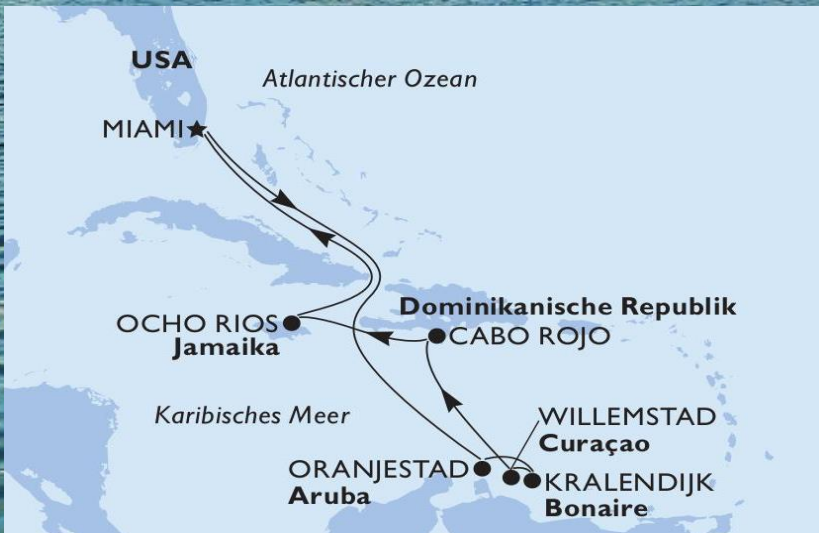 USA
Atlantischer Ozean
MIAMI
Dominikanische Republik
OCHO RIOS
CABO ROJO
Jamaika
Karibisches Meer
WILLEMSTAD
Curaçao
ORANJESTAD
KRALENDIJK
Aruba
Bonaire